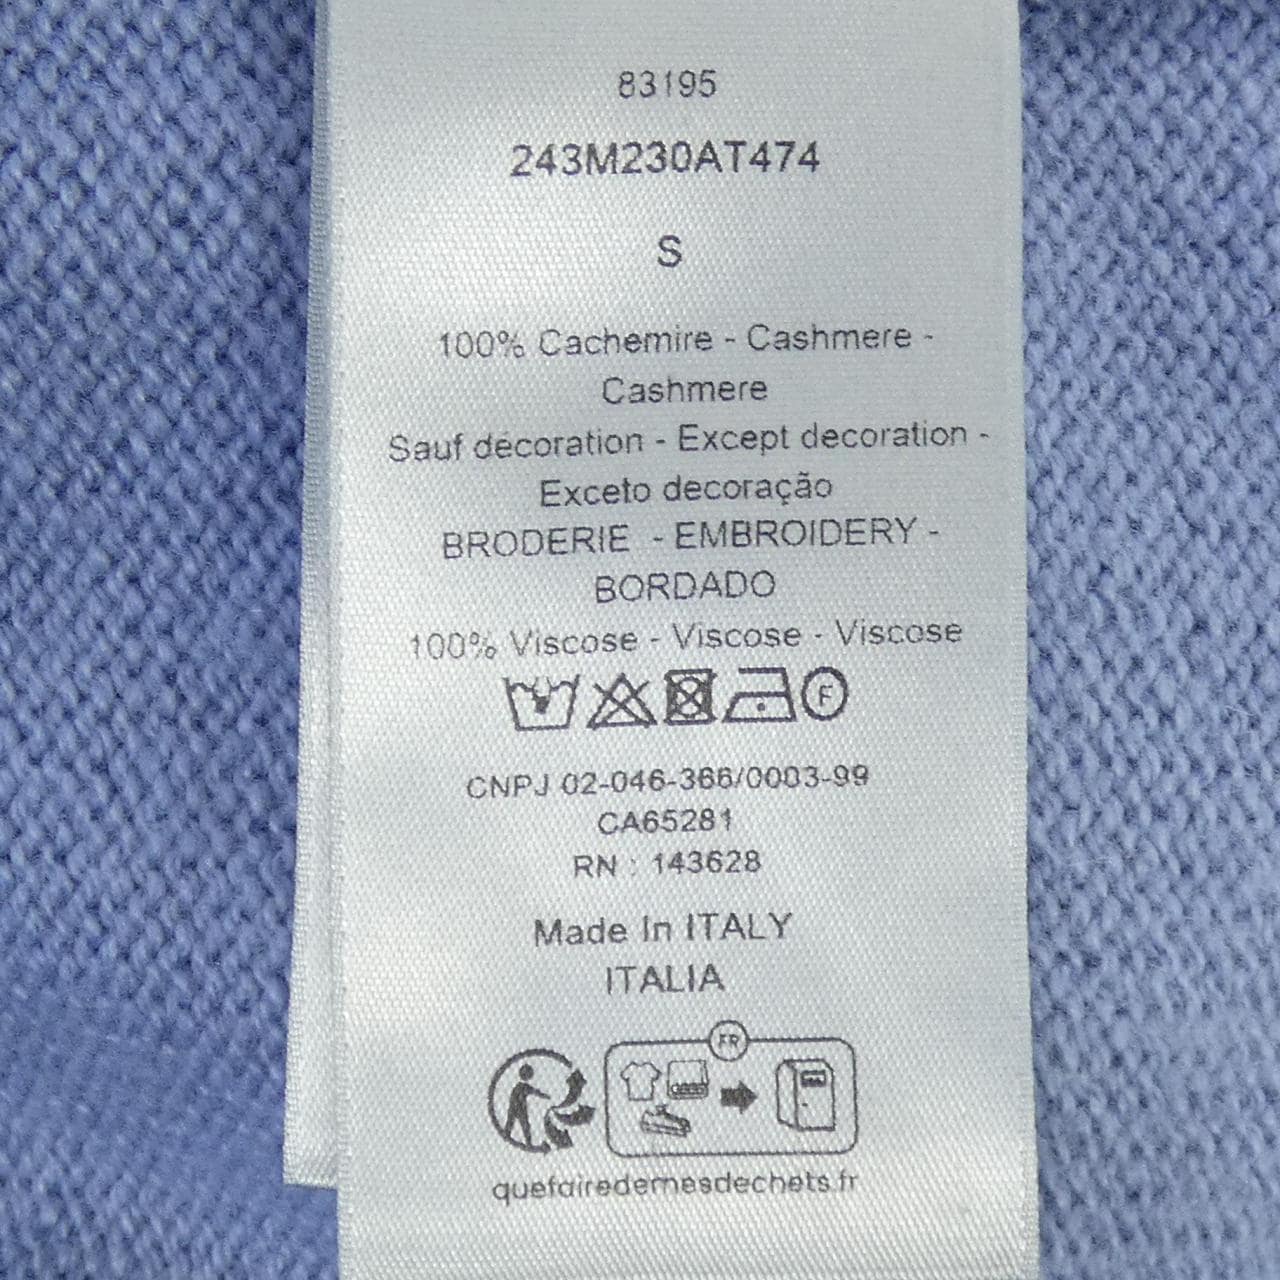 83195
243M230AT474
S
100% Cachemire - Cashmere -
Cashmere
Sauf décoration - Except decoration -
Exceto decoração
BRODERIE - EMBROIDERY -
BORDADO
100% Viscose - Viscose - Viscose
F
CNPJ 02-046-366/0003-99
CA65281
RN : 143628
Made In ITALY
ITALIA
FR
quefairedemesdechets.fr